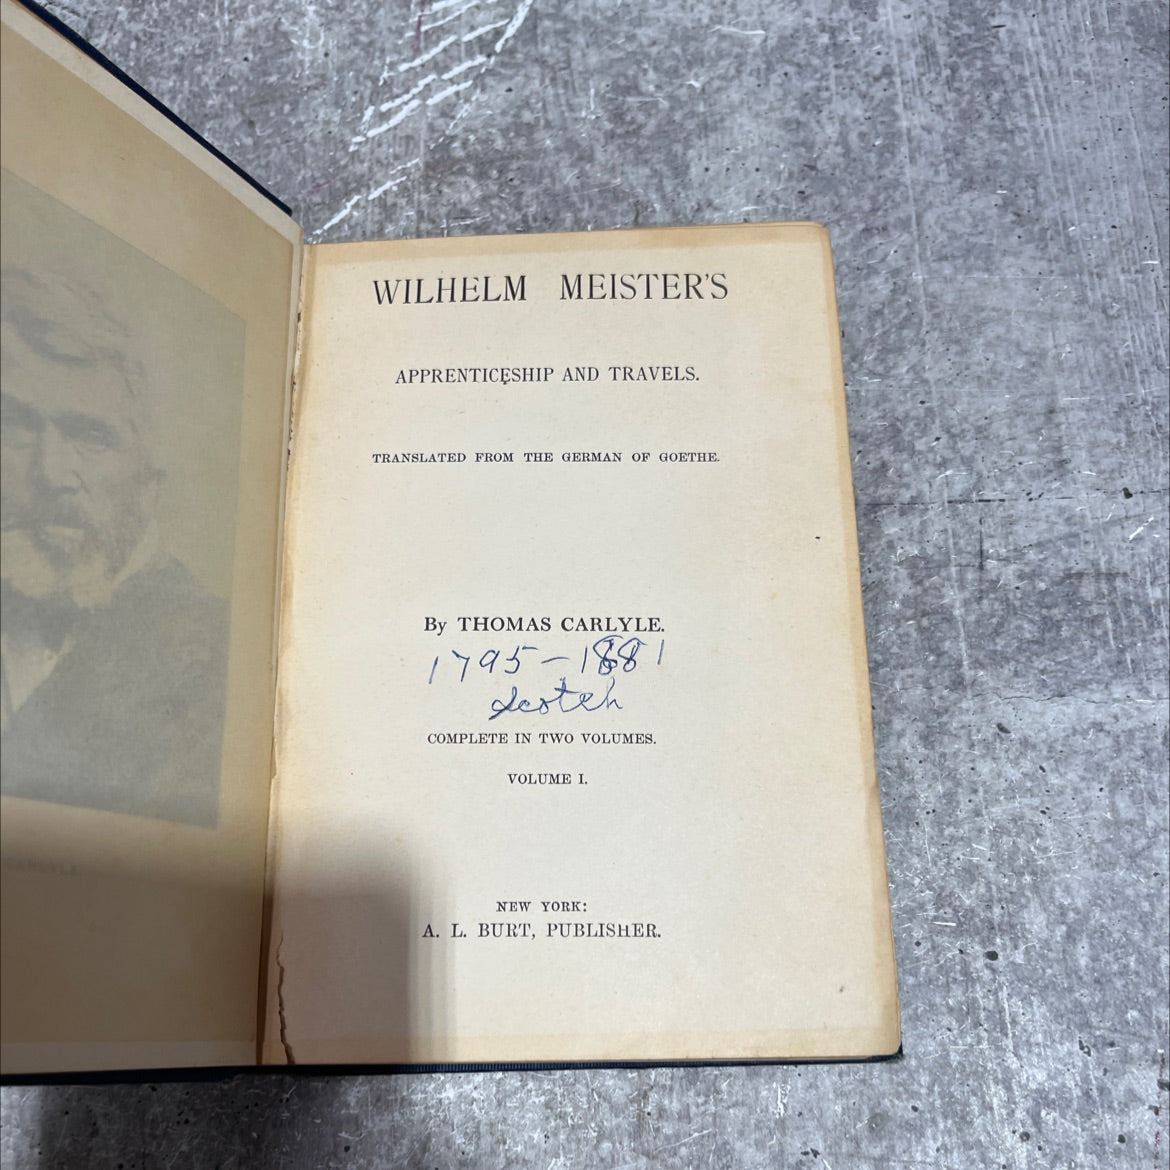 WILHELM MEISTER'S
APPRENTICESHIP AND TRAVELS.
TRANSLATED FROM THE GERMAN OF GOETHE.
By THOMAS CARLYLE.
1795-1881
Scotch
COMPLETE IN TWO VOLUMES.
VOLUME I.
NEW YORK:
A. L. BURT, PUBLISHER.